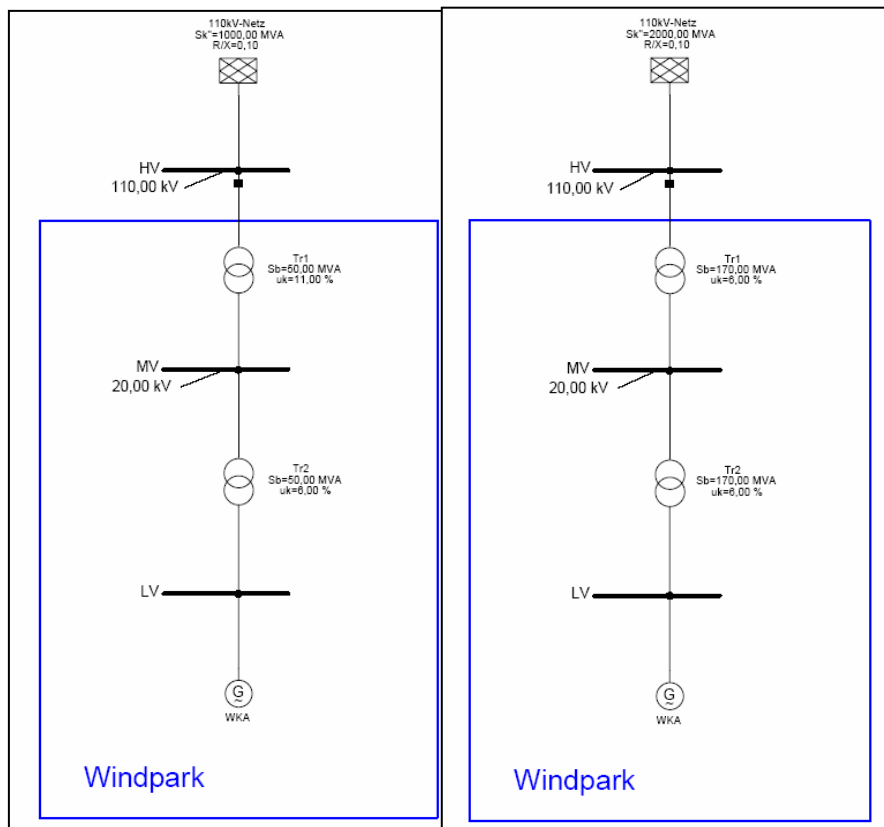 110kV-Netz
Sk"=1000,00 MVA
R/X=0,10
HV
110,00 kV
Tr1
Sb=50,00 MVA
uk=11,00 %
MV
20,00 kV
Tr2
Sb=50,00 MVA
uk=6,00 %
LV
G
~
WKA
Windpark
110kV-Netz
Sk"=2000,00 MVA
R/X=0,10
HV
110,00 kV
Tr1
Sb=170,00 MVA
uk=6,00 %
MV
20,00 kV
Tr2
Sb=170,00 MVA
uk=6,00 %
LV
G
~
WKA
Windpark